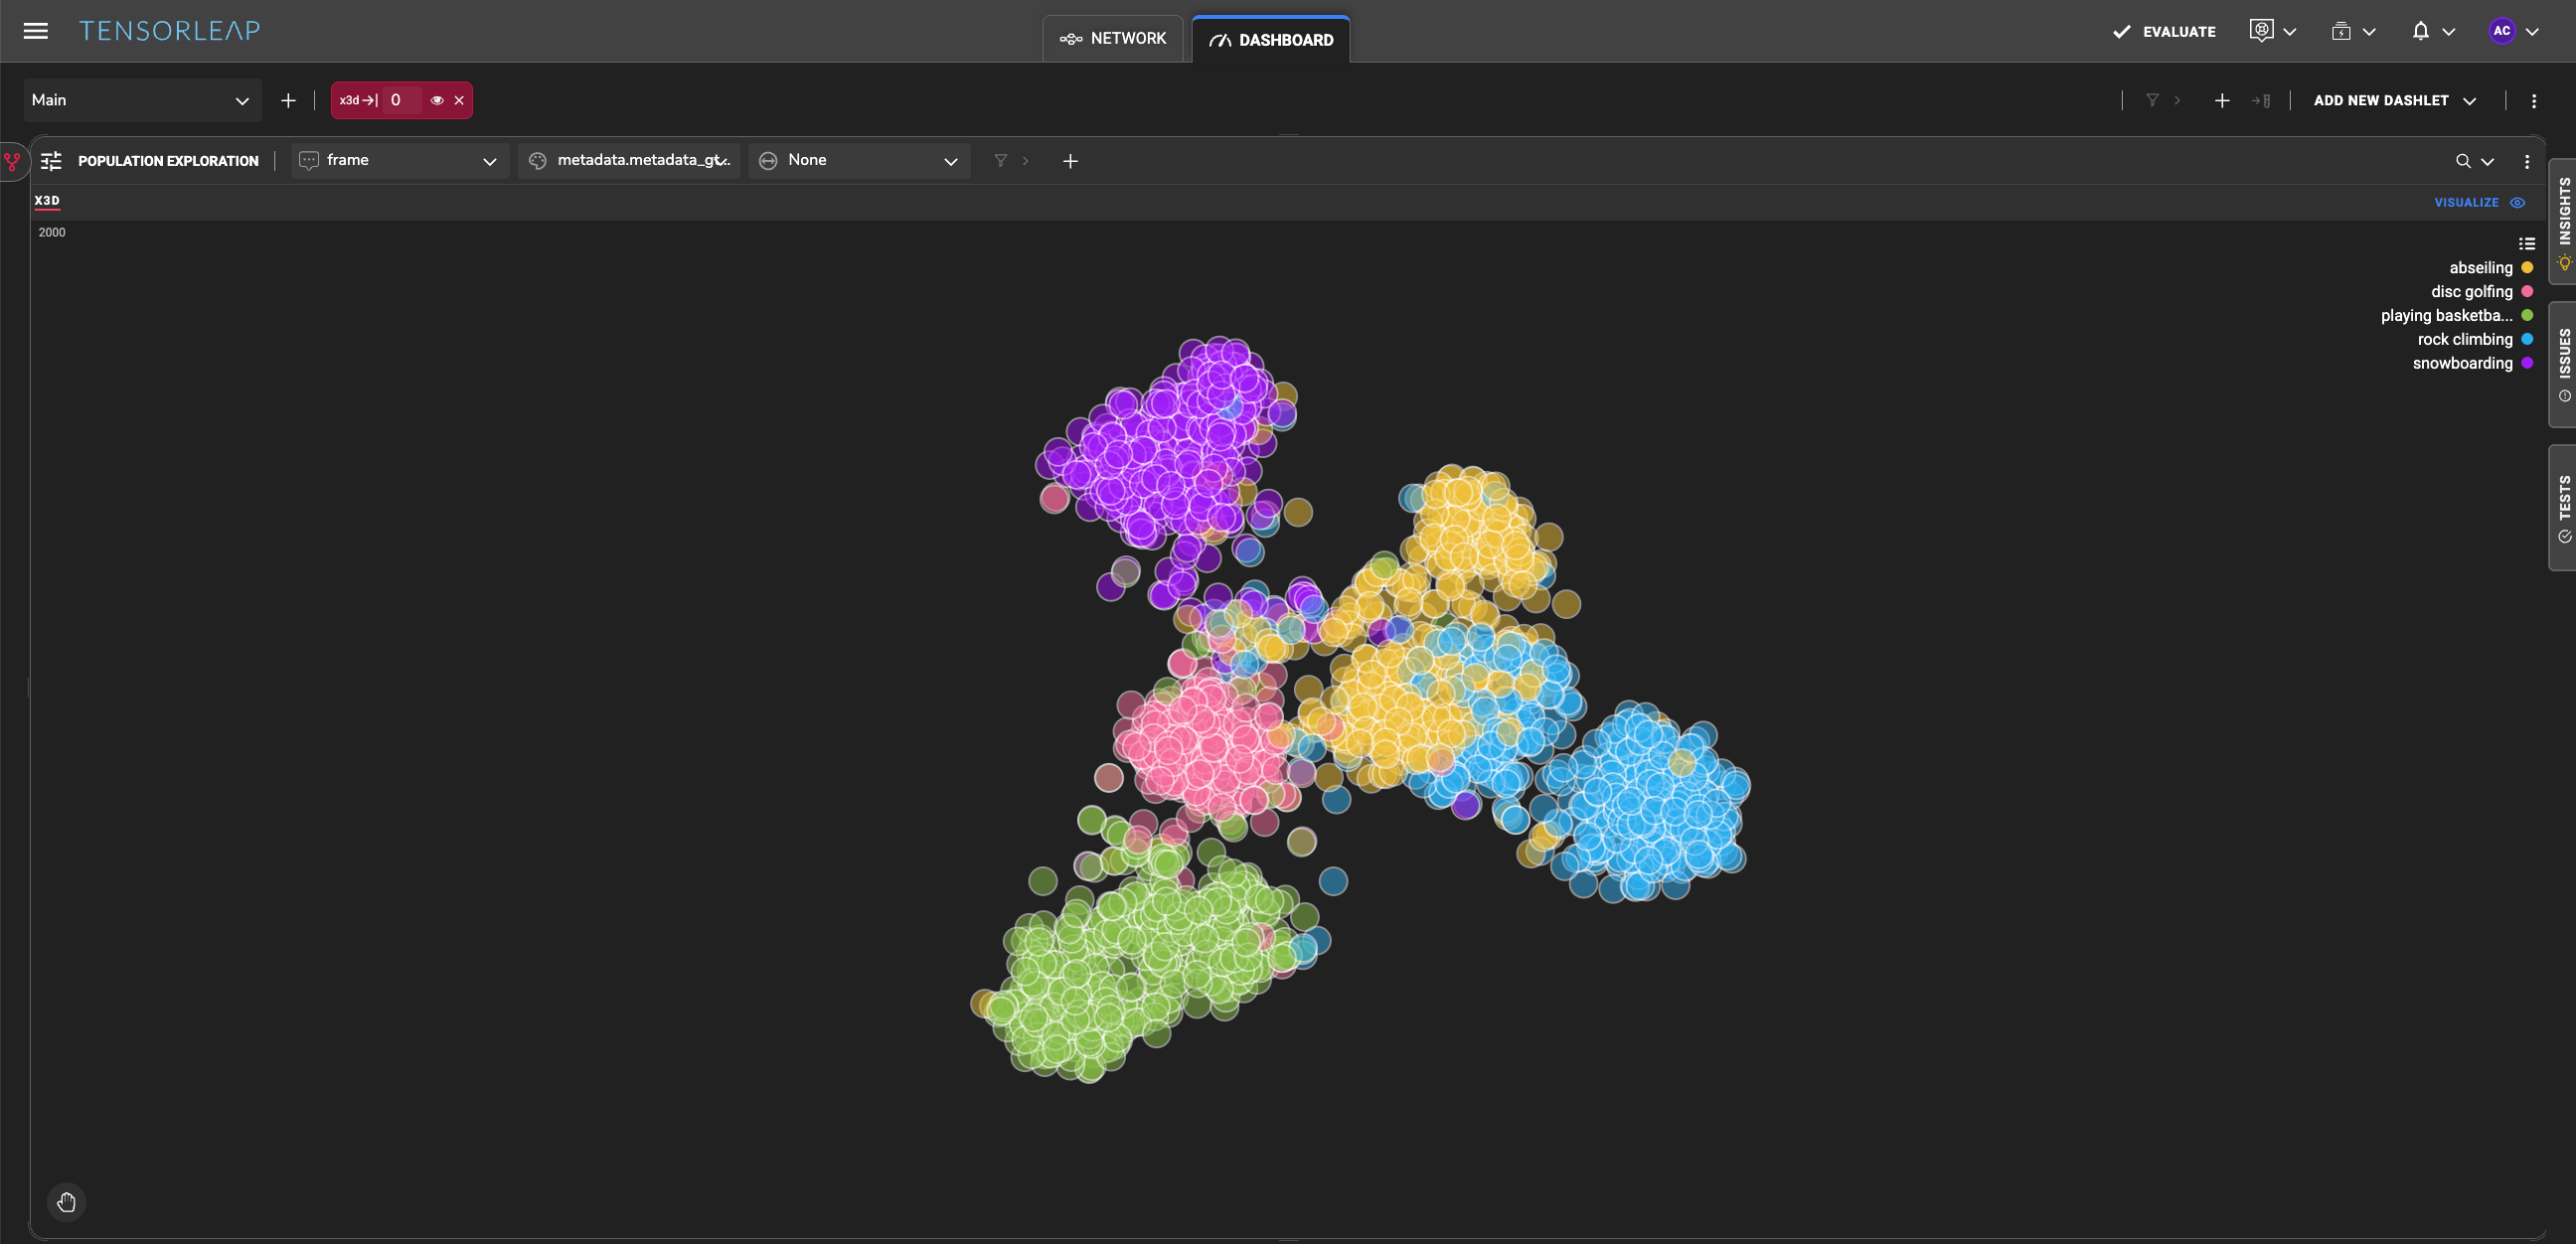 TENSORLEAP
NETWORK
DASHBOARD
EVALUATE
AC
Main
x3d
0
ADD NEW DASHLET
POPULATION EXPLORATION
frame
metadata.metadata_gt..
None
X3D
VISUALIZE
2000
abseiling
disc golfing
playing basketba...
rock climbing
snowboarding
INSIGHTS
ISSUES
TESTS